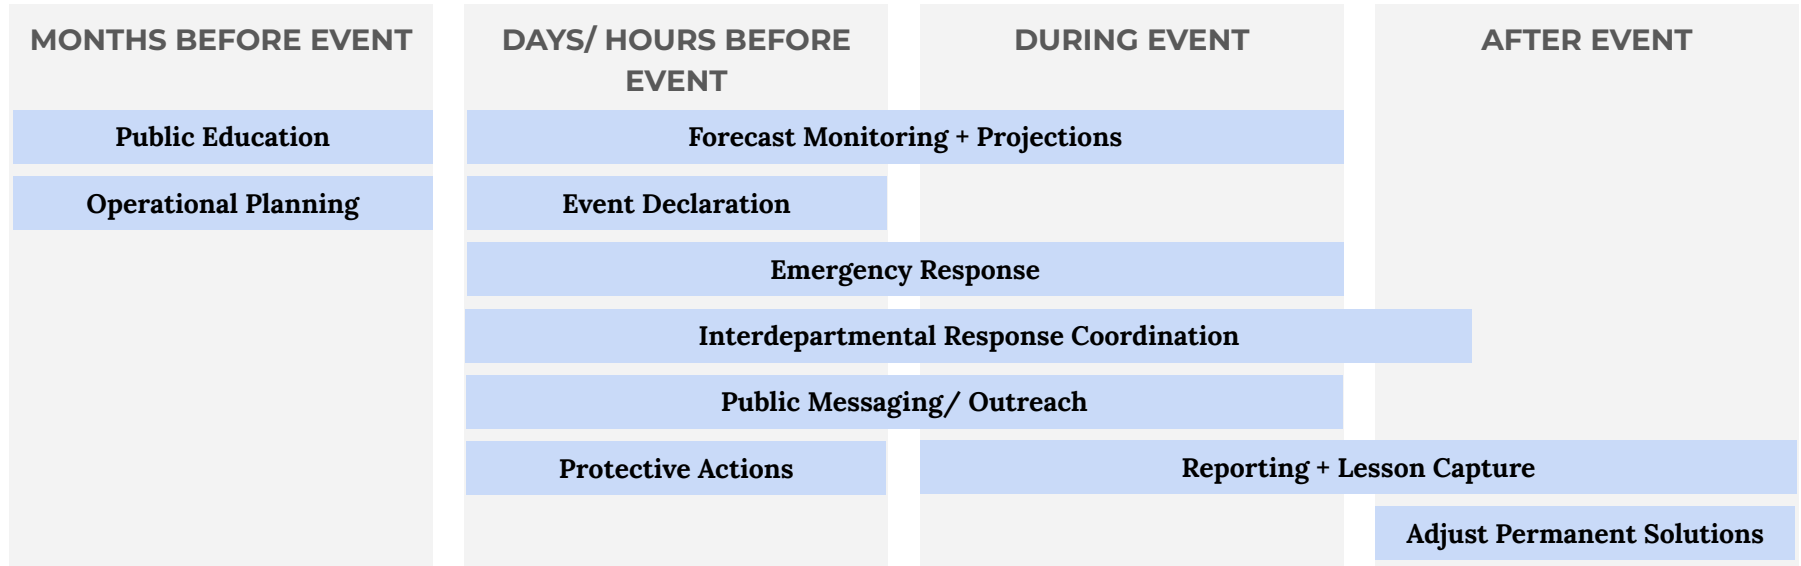 MONTHS BEFORE EVENT
DAYS/ HOURS BEFORE
EVENT
DURING EVENT
AFTER EVENT
Public Education
Forecast Monitoring + Projections
Operational Planning
Event Declaration
Emergency Response
Interdepartmental Response Coordination
Public Messaging/ Outreach
Protective Actions
Reporting + Lesson Capture
Adjust Permanent Solutions